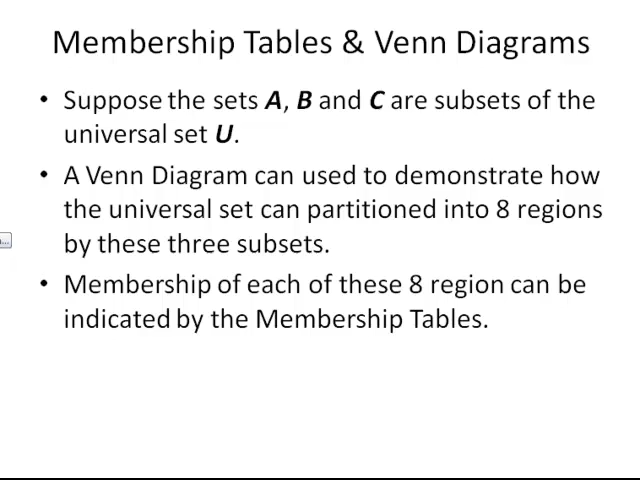 Membership Tables & Venn Diagrams
• Suppose the sets A, B and C are subsets of the
universal set U.
• A Venn Diagram can used to demonstrate how
the universal set can partitioned into 8 regions
by these three subsets.
• Membership of each of these 8 region can be
indicated by the Membership Tables.